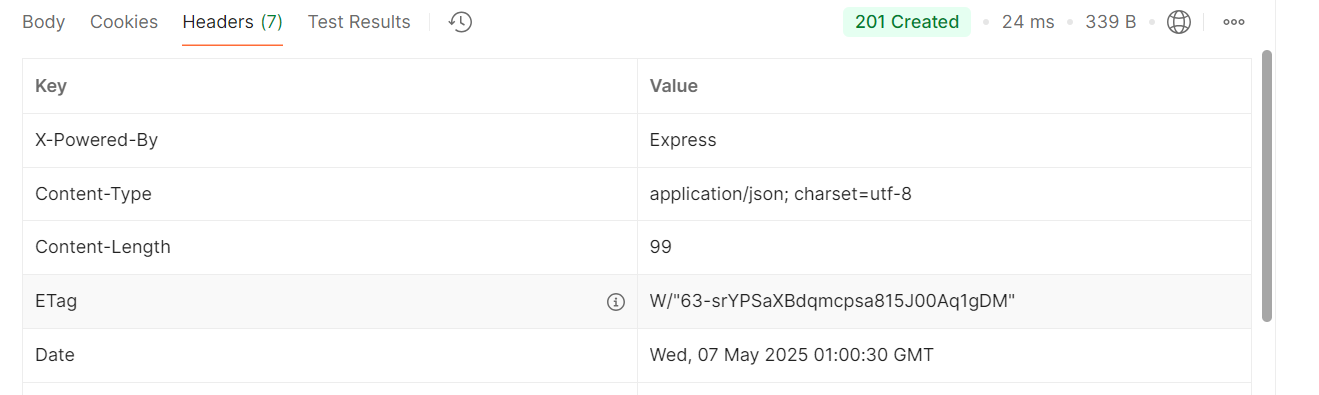 Body Cookies Headers (7) Test Results 201 Created 24 ms 339 B
Key Value
X-Powered-By Express
Content-Type application/json; charset=utf-8
Content-Length 99
ETag W/"63-srYPSaXBdqmcpsa815J00Aq1gDM"
Date Wed, 07 May 2025 01:00:30 GMT